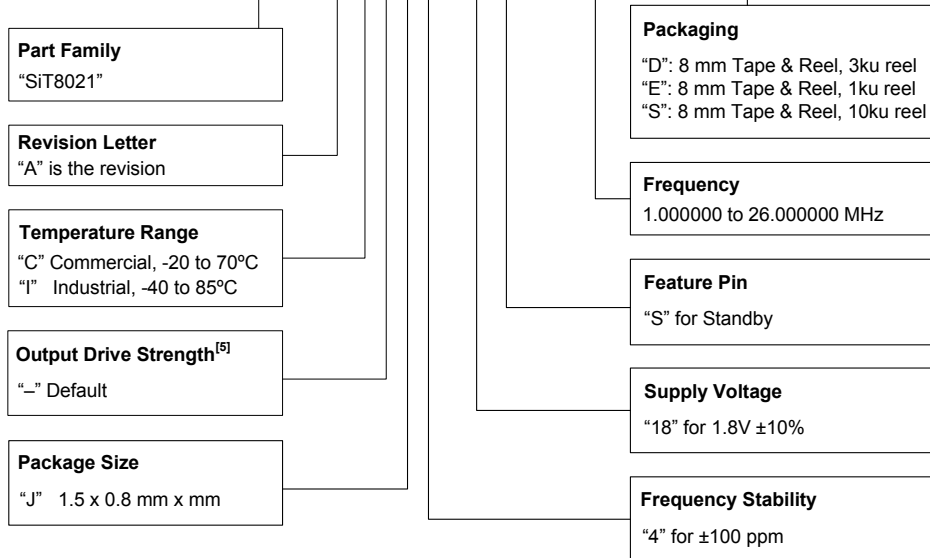 Part Family
“SiT8021”
Revision Letter
“A” is the revision
Temperature Range
“C” Commercial, -20 to 70ºC
“I” Industrial, -40 to 85ºC
Output Drive Strength[5]
“–” Default
Package Size
“J” 1.5 x 0.8 mm x mm
Packaging
“D”: 8 mm Tape & Reel, 3ku reel
“E”: 8 mm Tape & Reel, 1ku reel
“S”: 8 mm Tape & Reel, 10ku reel
Frequency
1.000000 to 26.000000 MHz
Feature Pin
“S” for Standby
Supply Voltage
“18” for 1.8V ±10%
Frequency Stability
“4” for ±100 ppm